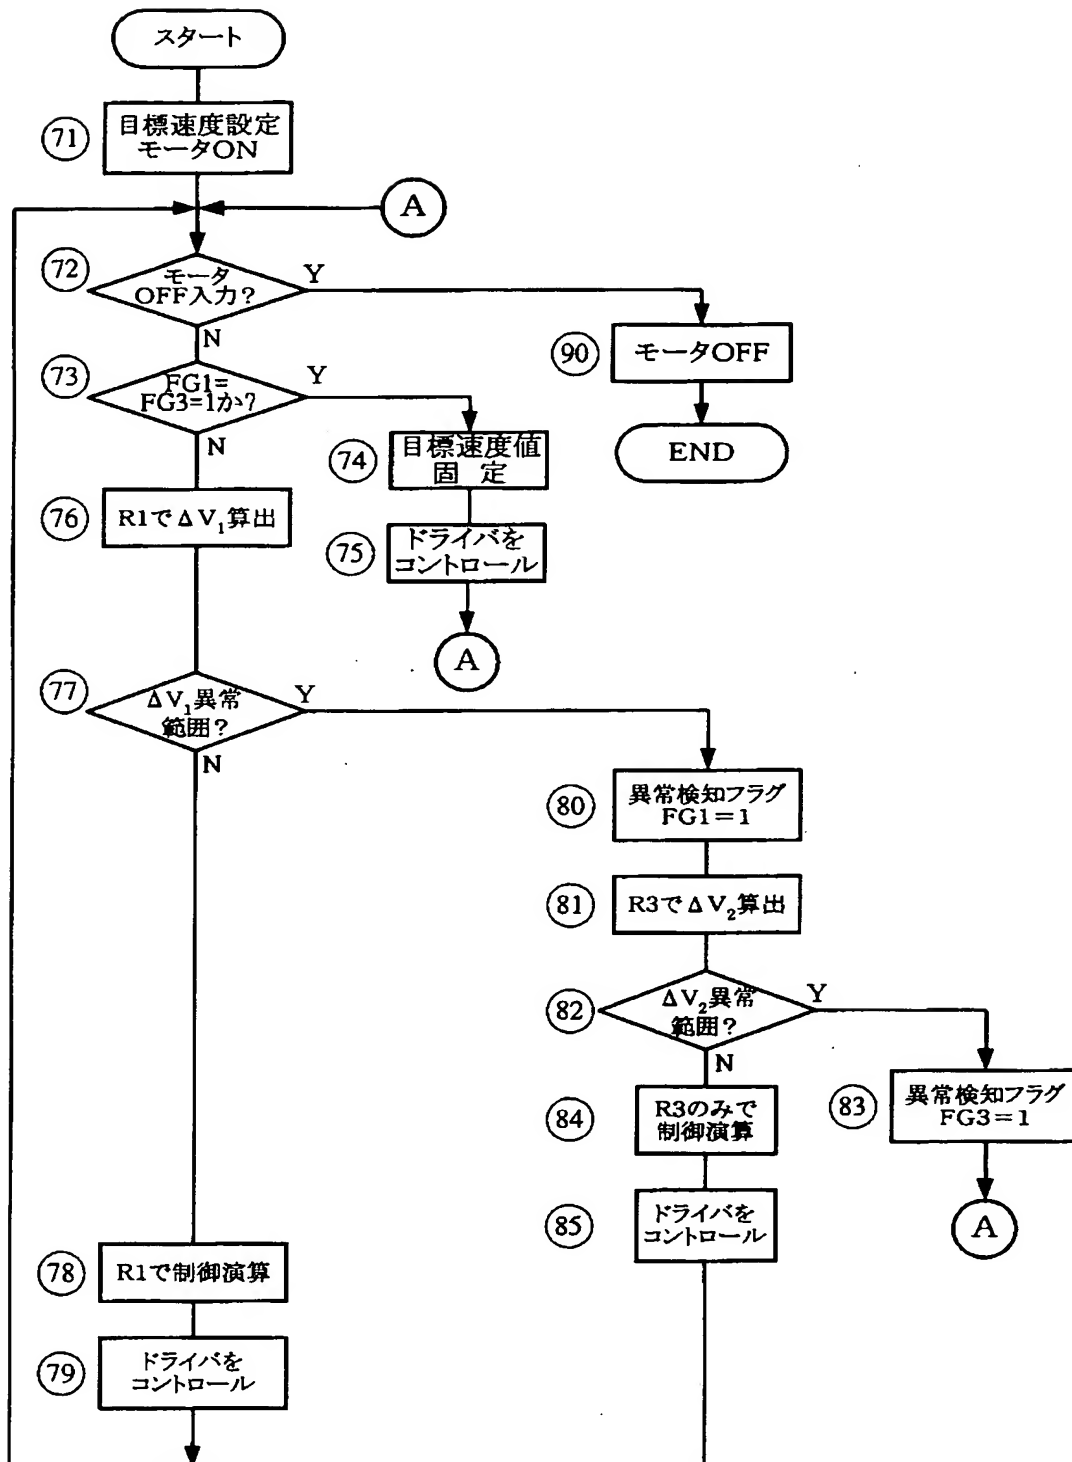 スタート
71
目標速度設定
モータON
A
72
モータ
OFF入力?
Y
N
90
モータOFF
END
73
FG1=
FG3=1か?
Y
N
74
目標速度値
固 定
75
ドライバを
コントロール
A
76
R1でΔV₁算出
77
ΔV₁異常
範囲?
Y
N
80
異常検知フラグ
FG1=1
81
R3でΔV₂算出
82
ΔV₂異常
範囲?
Y
N
83
異常検知フラグ
FG3=1
A
84
R3のみで
制御演算
85
ドライバを
コントロール
78
R1で制御演算
79
ドライバを
コントロール